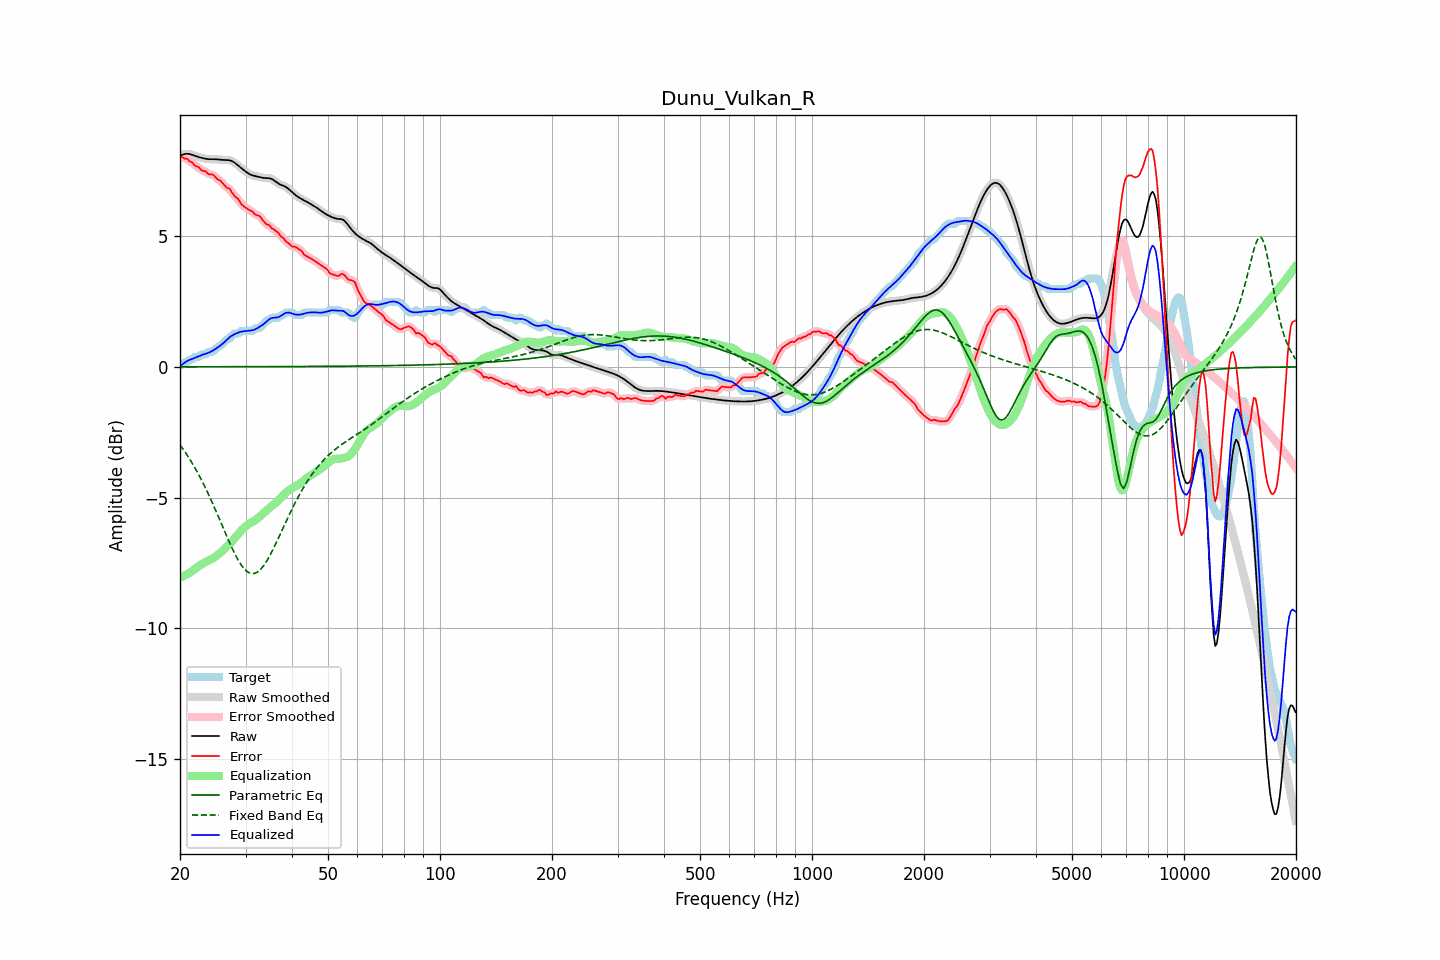 Dunu_Vulkan_R
Amplitude (dBr)
5
0
−5
−10
−15
Target
Raw Smoothed
Error Smoothed
Raw
Error
Equalization
Parametric Eq
Fixed Band Eq
Equalized
20 50 100 200 500 1000 2000 5000 10000 20000
Frequency (Hz)